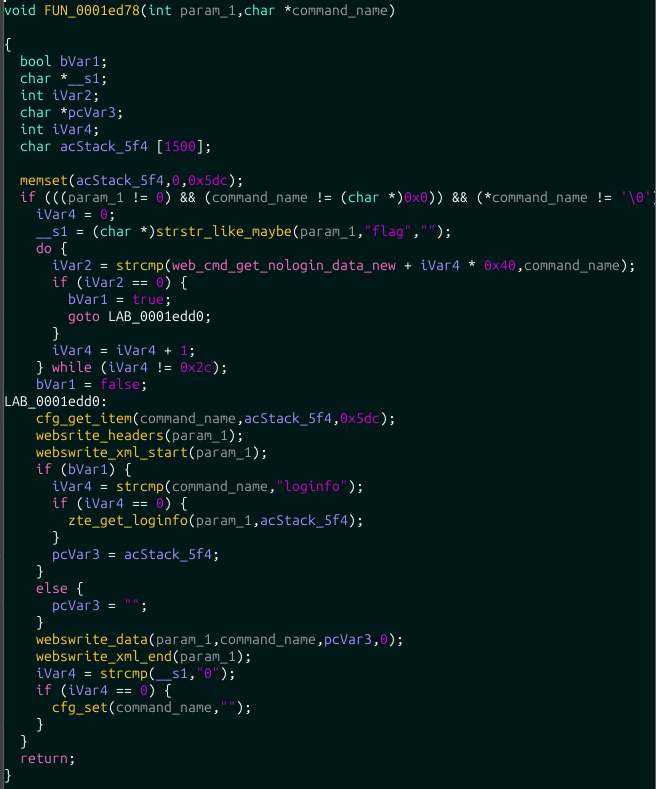 void FUN_0001ed78(int param_1,char *command_name)
{
bool bVar1;
char *__s1;
int iVar2;
char *pcVar3;
int iVar4;
char acStack_5f4 [1500];
memset(acStack_5f4,0,0x5dc);
if (((param_1 != 0) && (command_name != (char *)0x0)) && (*command_name != '\0')
iVar4 = 0;
__s1 = (char *)strstr_like_maybe(param_1,"flag","");
do {
iVar2 = strcmp(web_cmd_get_nologin_data_new + iVar4 * 0x40,command_name);
if (iVar2 == 0) {
bVar1 = true;
goto LAB_0001edd0;
}
iVar4 = iVar4 + 1;
} while (iVar4 != 0x2c);
bVar1 = false;
LAB_0001edd0:
cfg_get_item(command_name,acStack_5f4,0x5dc);
websrite_headers(param_1);
webswrite_xml_start(param_1);
if (bVar1) {
iVar4 = strcmp(command_name,"loginfo");
if (iVar4 == 0) {
zte_get_loginfo(param_1,acStack_5f4);
}
pcVar3 = acStack_5f4;
}
else {
pcVar3 = "";
}
webswrite_data(param_1,command_name,pcVar3,0);
webswrite_xml_end(param_1);
iVar4 = strcmp(__s1,"0");
if (iVar4 == 0) {
cfg_set(command_name,"");
}
}
return;
}